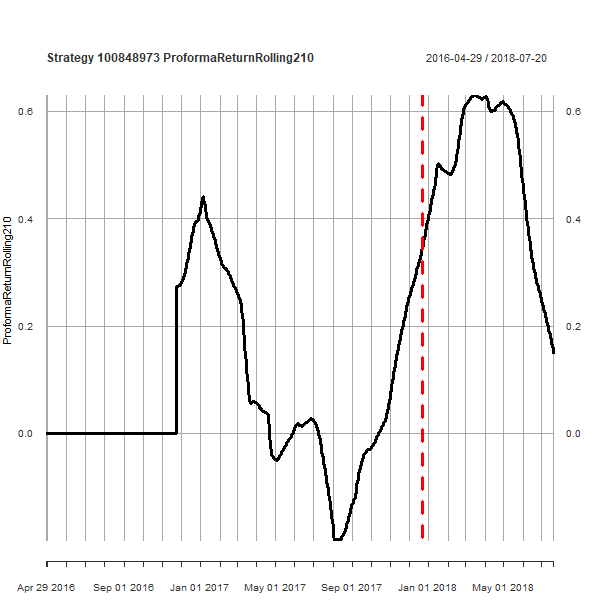 Strategy 100848973 ProformaReturnRolling210
2016-04-29 / 2018-07-20
0.6
0.6
0.4
0.4
0.2
0.2
0.0
0.0
ProformaReturnRolling210
Apr 29 2016
Sep 01 2016
Jan 01 2017
May 01 2017
Sep 01 2017
Jan 01 2018
May 01 2018